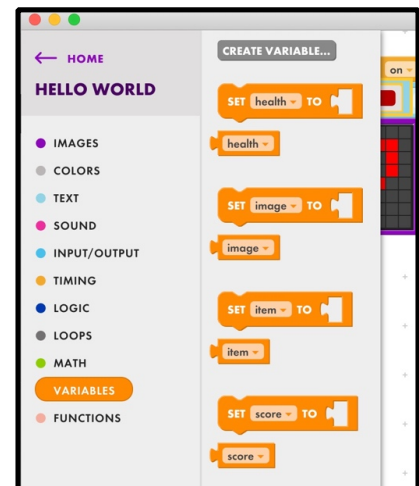 ← HOME
HELLO WORLD
IMAGES
COLORS
TEXT
SOUND
INPUT/OUTPUT
TIMING
LOGIC
LOOPS
MATH
VARIABLES
FUNCTIONS
CREATE VARIABLE...
SET health TO
health
SET image TO
image
SET item TO
item
SET score TO
score
on